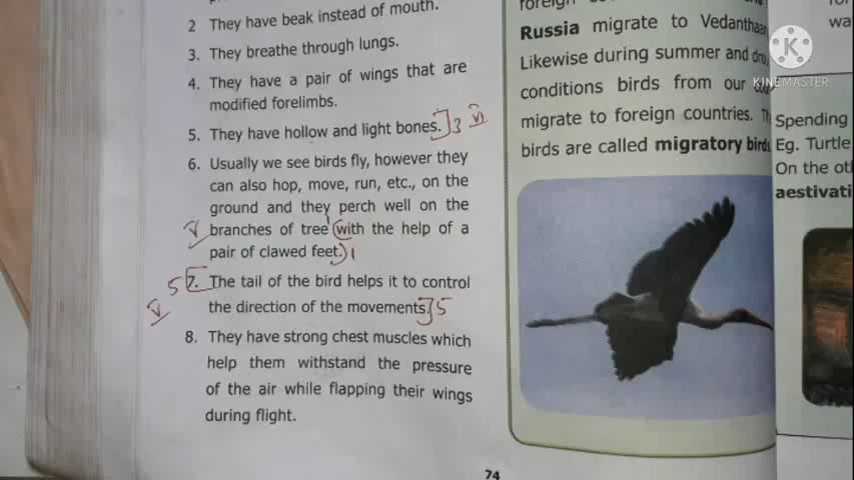 2 They have beak instead of mouth.
3. They breathe through lungs.
4. They have a pair of wings that are
modified forelimbs.
5. They have hollow and light bones.
6. Usually we see birds fly, however they
can also hop, move, run, etc., on the
ground and they perch well on the
branches of tree with the help of a
pair of clawed feet.
7. The tail of the bird helps it to control
the direction of the movements.
8. They have strong chest muscles which
help them withstand the pressure
of the air while flapping their wings
during flight.
foreign
Russia migrate to
Likewise during summer and
conditions birds from our
migrate to foreign countries.
birds are called migratory
74
wa
Spending
Eg. Turtle
On the
KINEMASTER